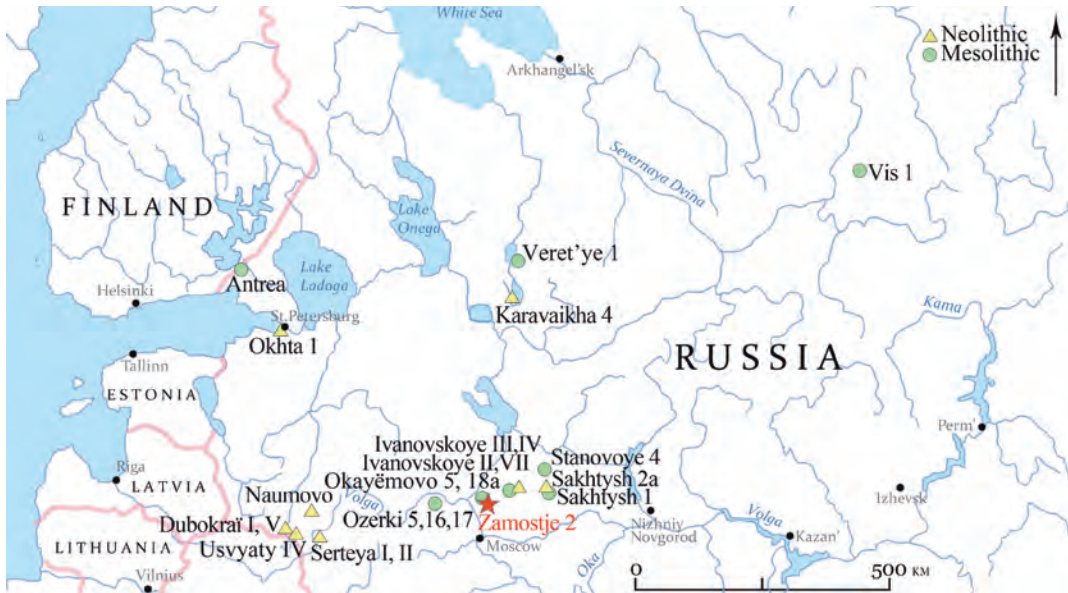 White Sea
Neolithic
Mesolithic
Arkhangel'sk
Severnaya Dvina
Vis 1
FINLAND
Lake
Onega
Veret'ye 1
Antrea
Lake
Ladoga
Helsinki
Karavaikha 4
Kama
St.Petersburg
Okhta 1
RUSSIA
Tallinn
ESTONIA
Perm'
Ivanovskoye III,IV
Stanovoye 4
Ivanovskoye II,VII
Riga
Okayëmovo 5, 18a
Sakhtysh 2a
LATVIA
Sakhtysh 1
Izhevsk
Naumovo
Volga
Ozerki 5,16,17
Zamostje 2
Dubokraï I, V
Nizhniy
Novgorod
Volga
Usvyaty IV
Serteya I, II
Moscow
Kazan'
LITHUANIA
Oka
Vilnius
0
500 KM